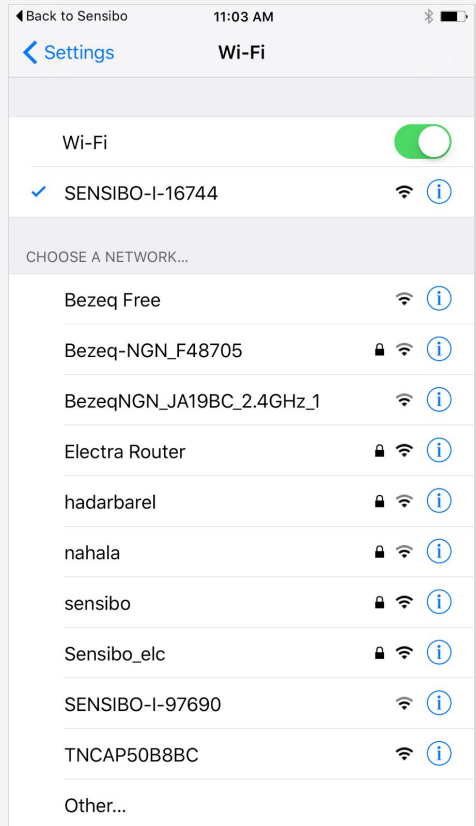 Back to Sensibo 11:03 AM
Settings Wi-Fi
Wi-Fi
SENSIBO-I-16744
CHOOSE A NETWORK...
Bezeq Free
Bezeq-NGN_F48705
BezeqNGN_JA19BC_2.4GHz_1
Electra Router
hadarbarel
nahala
sensibo
Sensibo_elc
SENSIBO-I-97690
TNCAP50B8BC
Other...